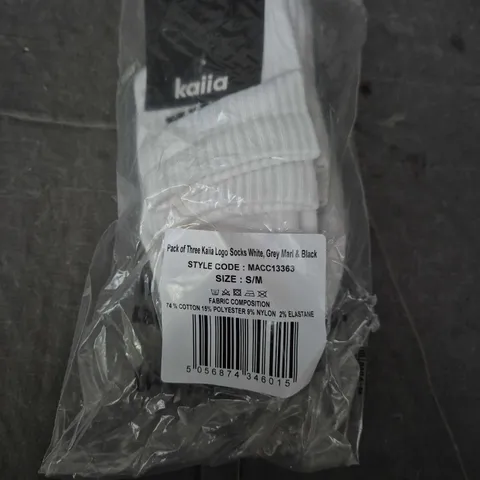 kaiia
Pack of Three Kaiia Logo Socks White, Grey Marl & Black
STYLE CODE : MACC13363
SIZE : S/M
FABRIC COMPOSITION
74 % COTTON 15% POLYESTER 9% NYLON 2% ELASTANE
5 056874 346015